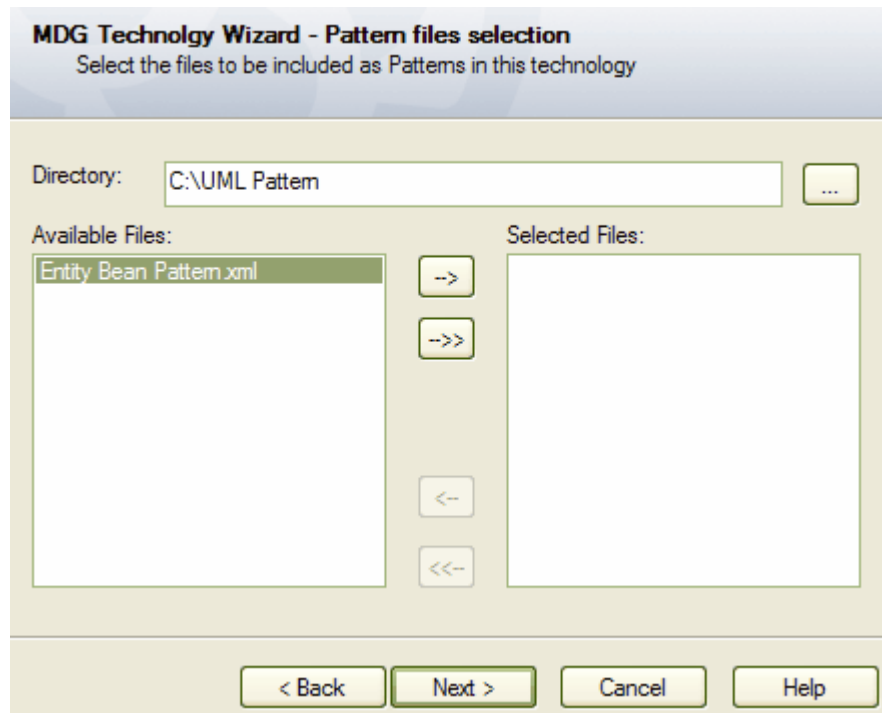 MDG Technolgy Wizard - Pattern files selection
Select the files to be included as Patterns in this technology
Directory:
C:\UML Pattern
...
Available Files:
Selected Files:
Entity Bean Pattern.xml
-->
-->>
<--
<<--
< Back
Next >
Cancel
Help